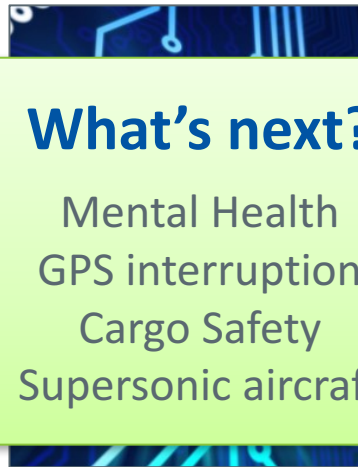 What's next?
Mental Health
GPS interruption
Cargo Safety
Supersonic aircraf